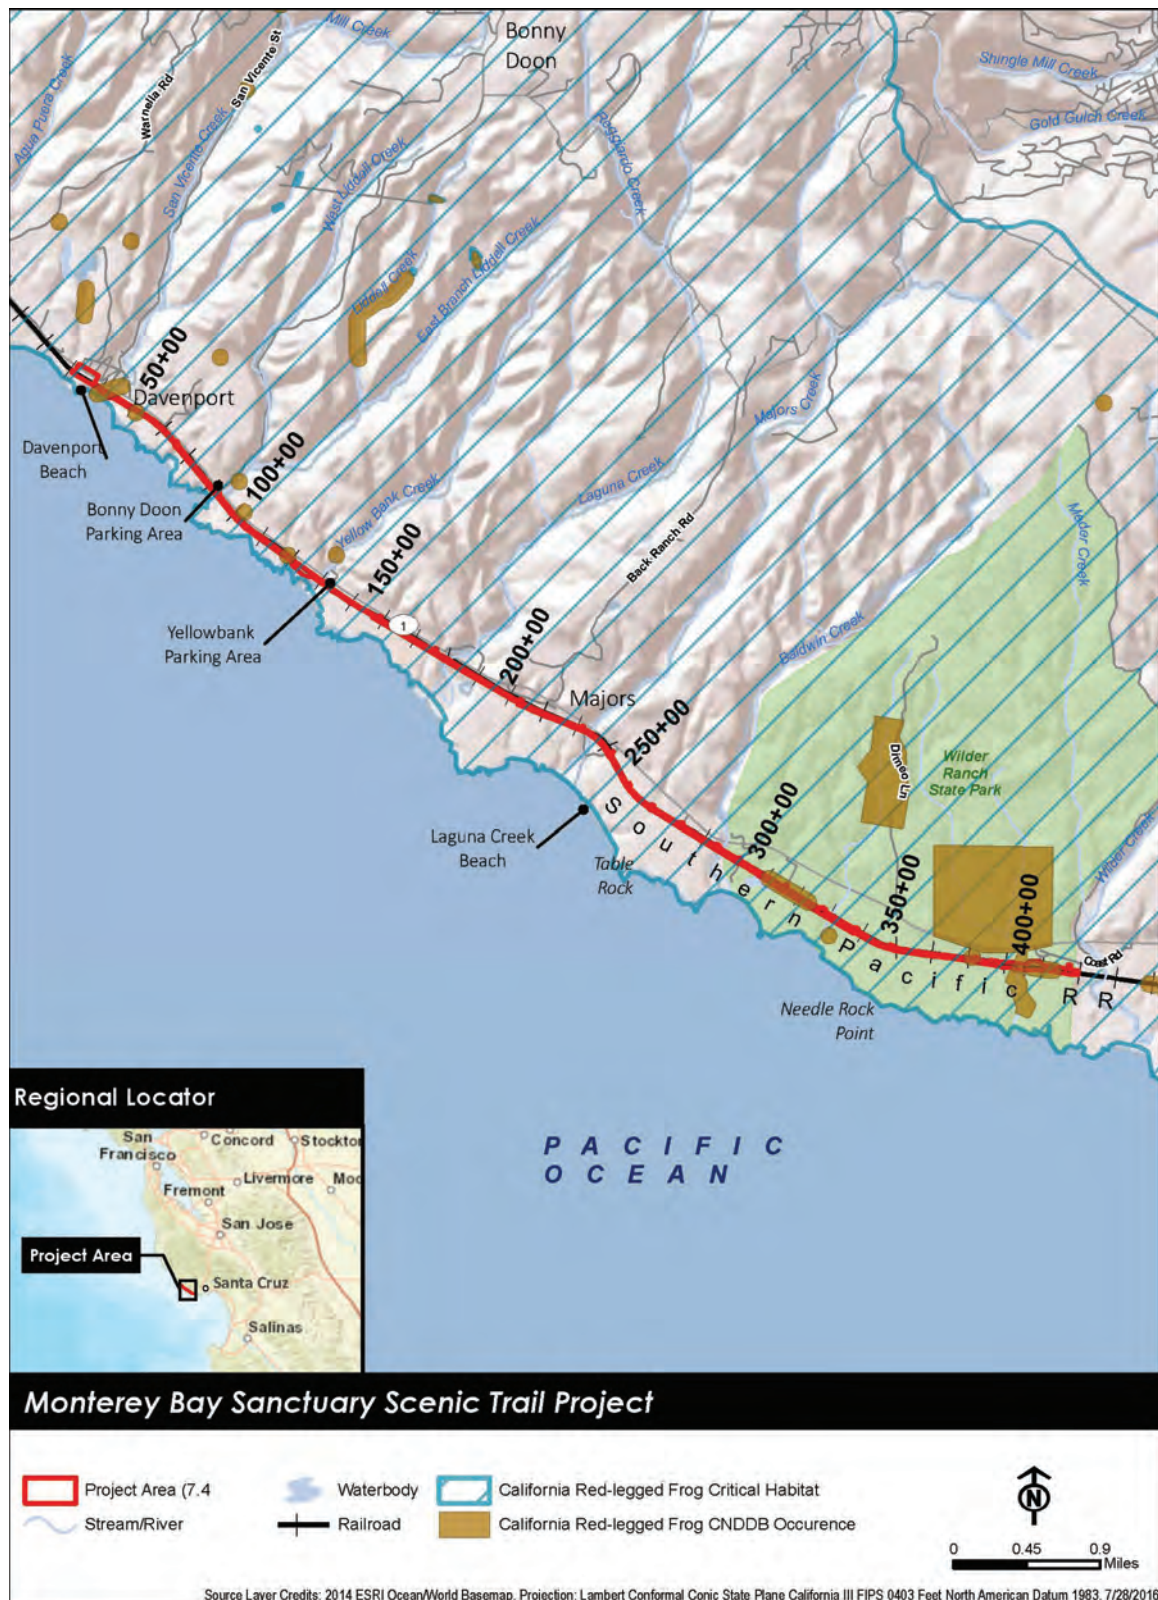 Mill Creek
Bonny
Doon
Shingle Mill Creek
Gold Gulch Creek
Agua Puera Creek
Warnella Rd
San Vicente St
San Vicente Creek
West Liddell Creek
Reggiardo Creek
Liddell Creek
East Branch Liddell Creek
50+00
Davenport
Davenport
Beach
Majors Creek
100+00
Bonny Doon
Parking Area
Yellow Bank Creek
Laguna Creek
Meder Creek
150+00
Back Ranch Rd
Yellowbank
Parking Area
1
200+00
Baldwin Creek
Majors
250+00
Dimeo Ln
Wilder
Ranch
State Park
Laguna Creek
Beach
Table
Rock
300+00
350+00
400+00
Wilder Creek
Coast Rd
Southern Pacific RR
Needle Rock
Point
Regional Locator
San
Francisco
Concord
Stockton
Livermore
Mod
Fremont
San Jose
Project Area
Santa Cruz
Salinas
PACIFIC
OCEAN
Monterey Bay Sanctuary Scenic Trail Project
Project Area (7.4
Waterbody
California Red-legged Frog Critical Habitat
Stream/River
Railroad
California Red-legged Frog CNDDB Occurence
N
0 0.45 0.9
Miles
Source Layer Credits: 2014 ESRI Ocean/World Basemap, Projection: Lambert Conformal Conic State Plane California III FIPS 0403 Feet North American Datum 1983, 7/28/2016